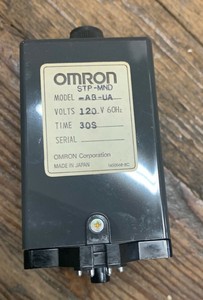 OMRON
STP-MND
MODEL -AB-UA
VOLTS 120.V 60Hz
TIME 30S
SERIAL
OMRON Corporation
MADE IN JAPAN